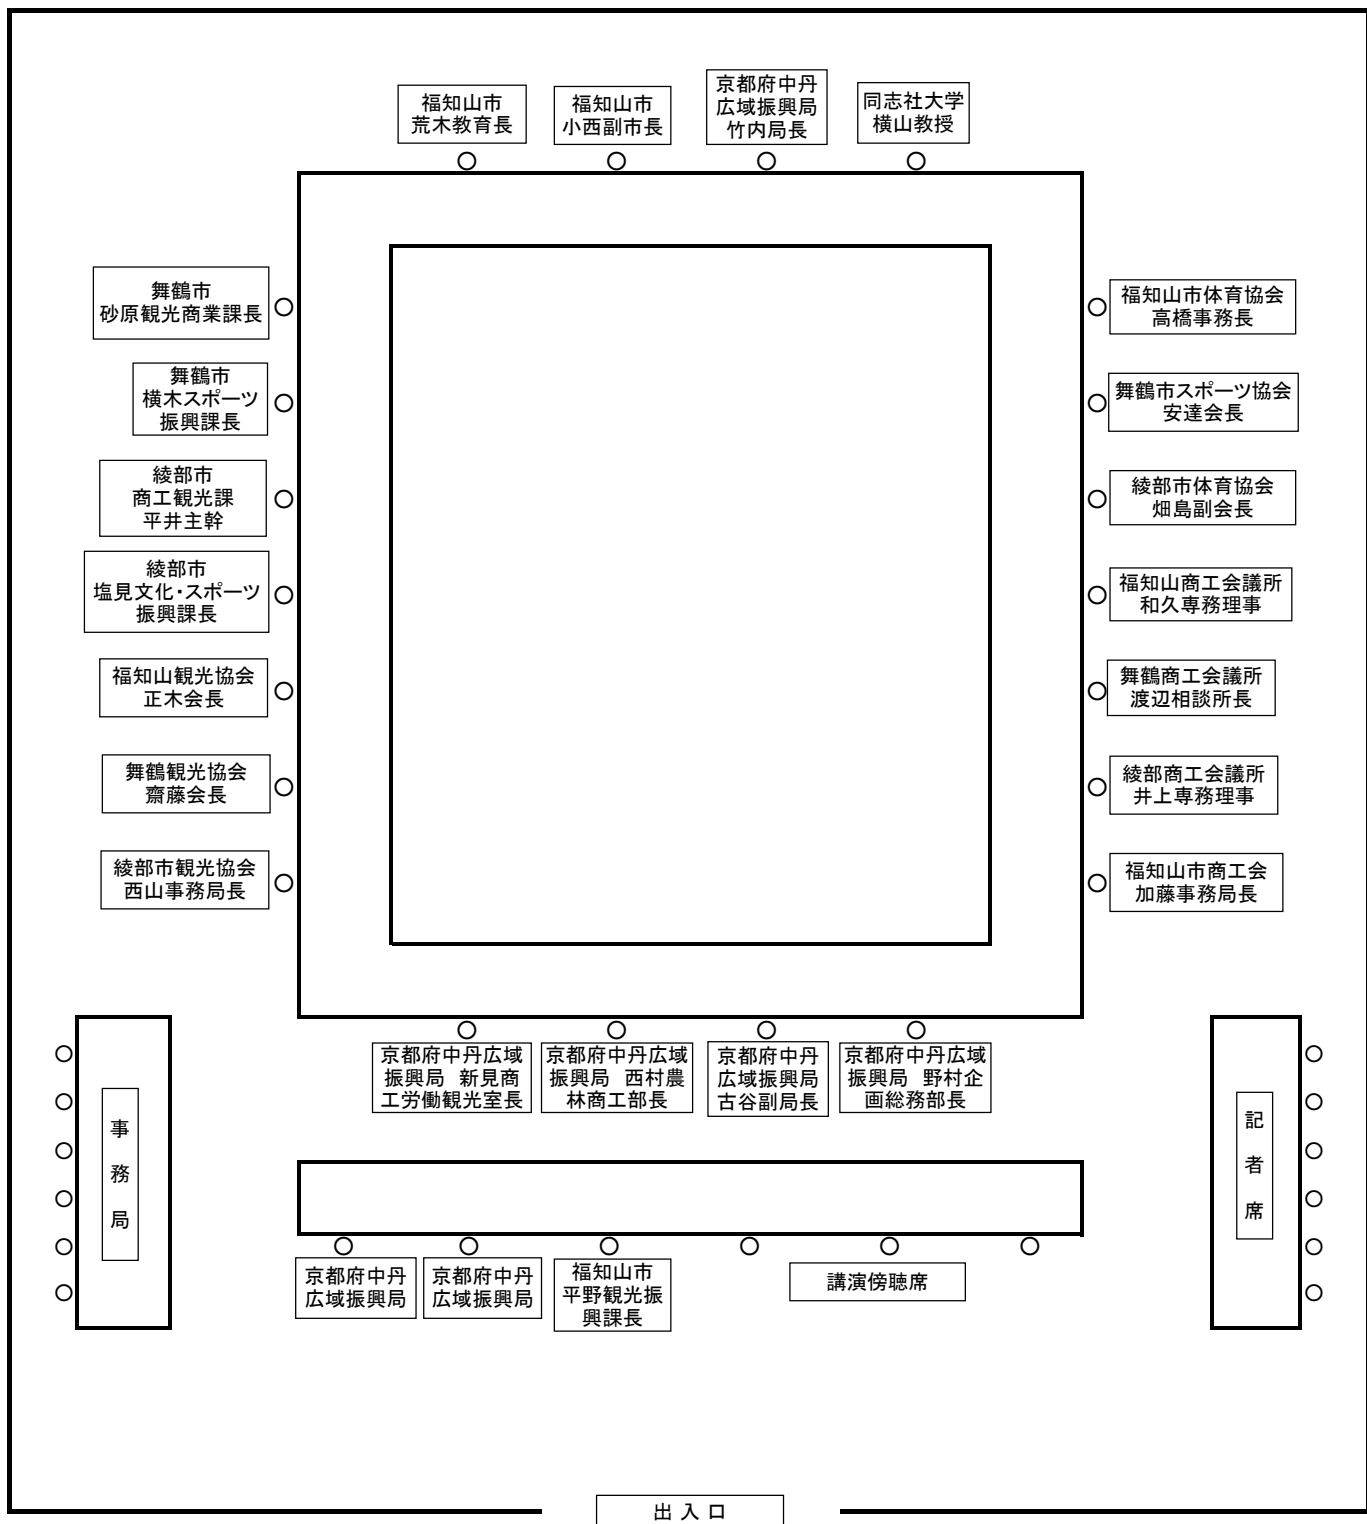 福知山市
荒木教育長
福知山市
小西副市長
京都府中丹
広域振興局
竹内局長
同志社大学
横山教授
舞鶴市
砂原観光商業課長
舞鶴市
横木スポーツ
振興課長
綾部市
商工観光課
平井主幹
綾部市
塩見文化・スポーツ
振興課長
福知山観光協会
正木会長
舞鶴観光協会
齋藤会長
綾部市観光協会
西山事務局長
福知山市体育協会
高橋事務長
舞鶴市スポーツ協会
安達会長
綾部市体育協会
畑島副会長
福知山商工会議所
和久専務理事
舞鶴商工会議所
渡辺相談所長
綾部商工会議所
井上専務理事
福知山市商工会
加藤事務局長
京都府中丹広域
振興局 新見商
工労働観光室長
京都府中丹広域
振興局 西村農
林商工部長
京都府中丹
広域振興局
古谷副局長
京都府中丹広域
振興局 野村企
画総務部長
事務局
記者席
京都府中丹
広域振興局
京都府中丹
広域振興局
福知山市
平野観光振
興課長
講演傍聴席
出入口